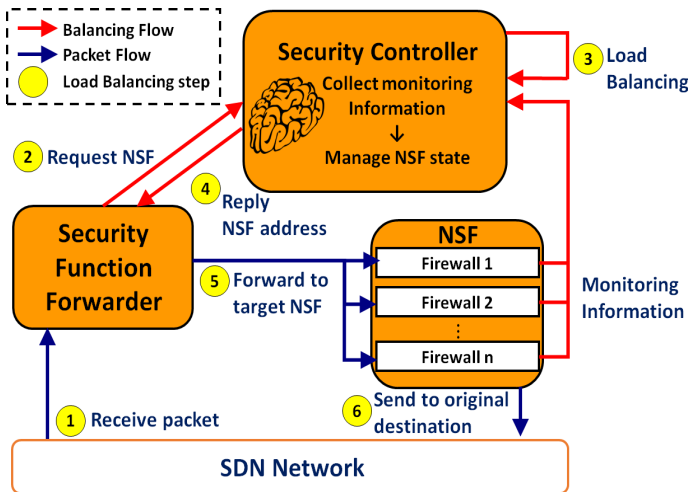 Balancing Flow
Packet Flow
Load Balancing step
Security Controller
Collect monitoring
Information
↓
Manage NSF state
3 Load
Balancing
2 Request NSF
4 Reply
NSF address
Security
Function
Forwarder
5 Forward to
target NSF
NSF
Firewall 1
Firewall 2
⋮
Firewall n
Monitoring
Information
1 Receive packet
6 Send to original
destination
SDN Network